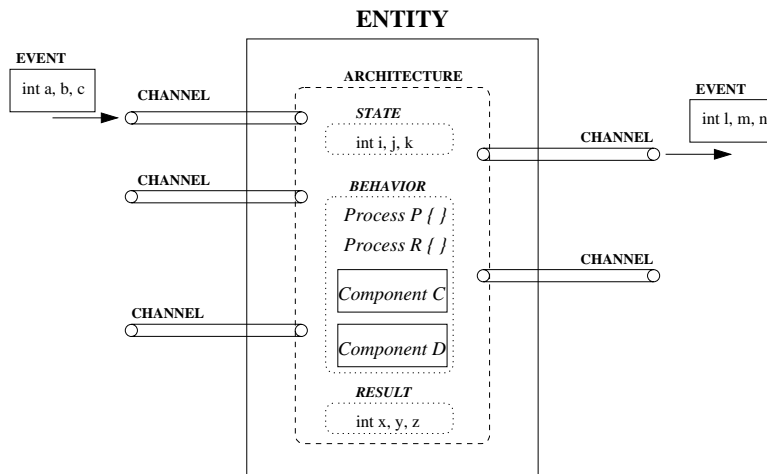 ENTITY
EVENT
int a, b, c
CHANNEL
ARCHITECTURE
STATE
int i, j, k
EVENT
int l, m, n
CHANNEL
CHANNEL
BEHAVIOR
Process P { }
Process R { }
Component C
Component D
CHANNEL
CHANNEL
RESULT
int x, y, z